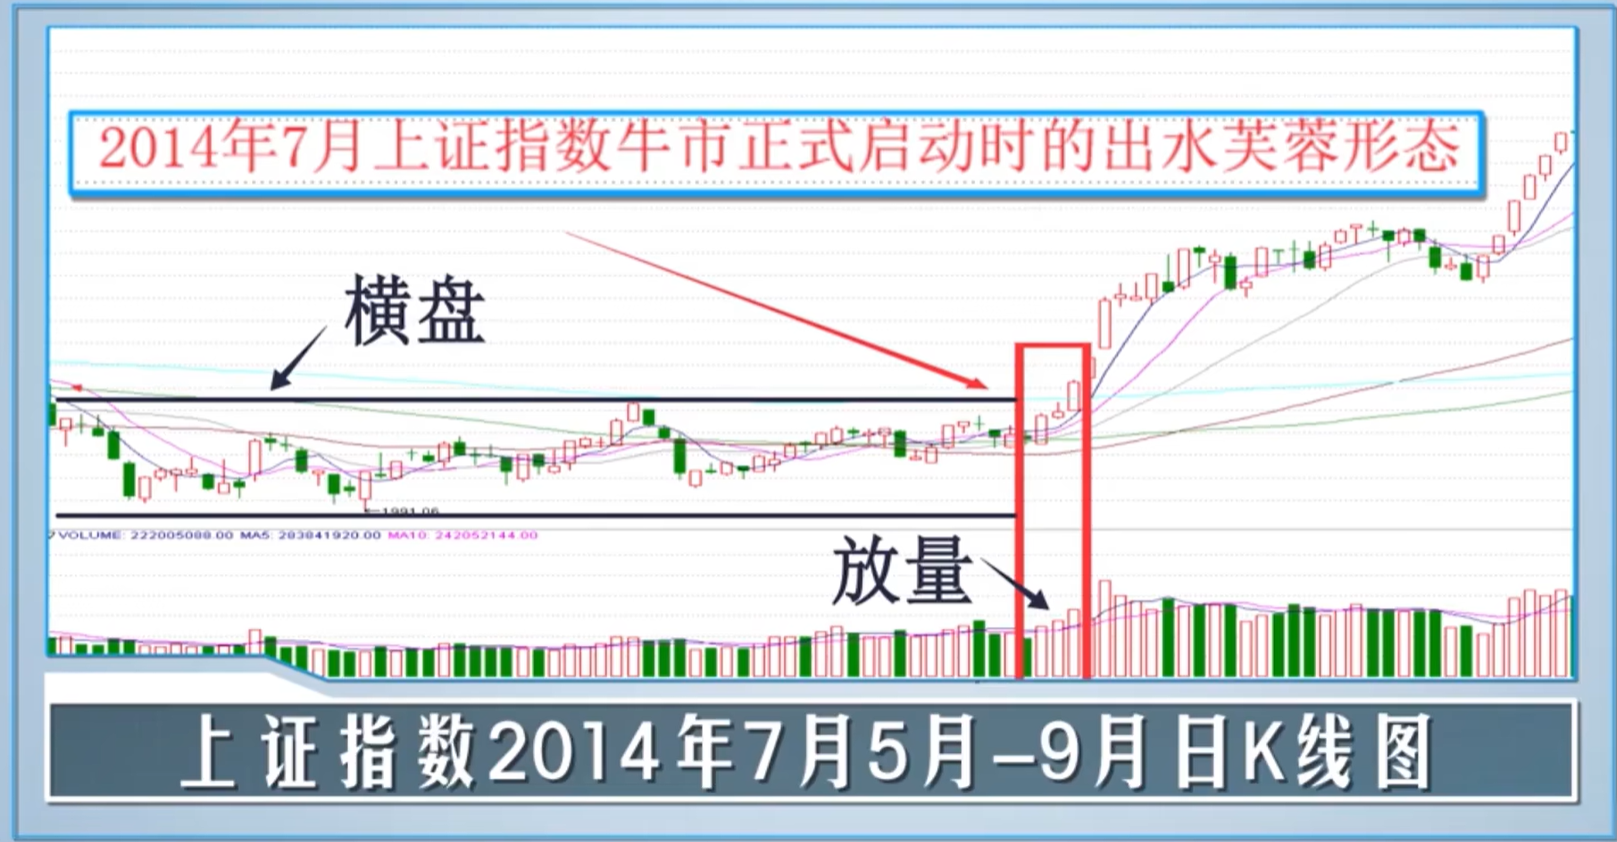 2014年7月上证指数牛市正式启动时的出水芙蓉形态
横盘
←1991.06
VOLUME: 222005088.00 MA5: 283841920.00 MA10: 242052144.00
放量
上证指数2014年7月5月-9月日K线图